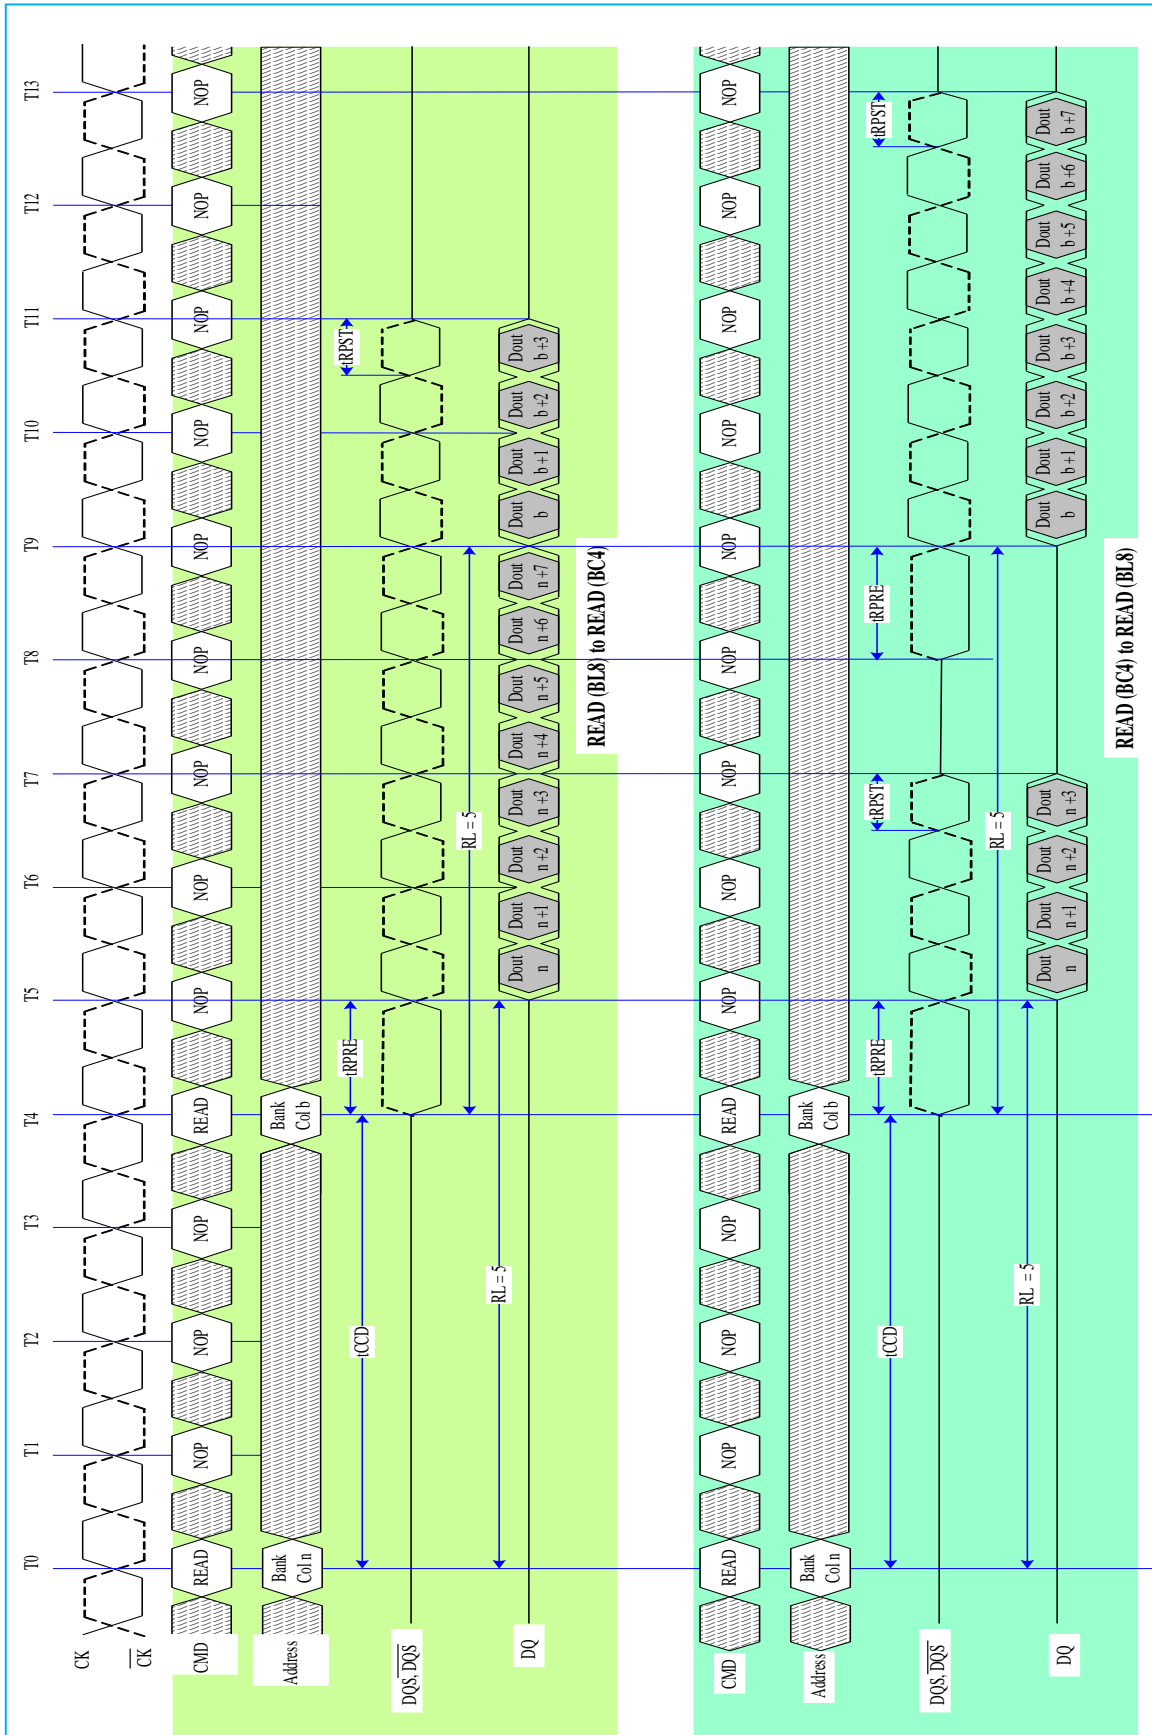 T0 T1 T2 T3 T4 T5 T6 T7 T8 T9 T10 T11 T12 T13
CK
CK
CMD READ NOP NOP NOP READ NOP NOP NOP NOP NOP NOP NOP NOP NOP
Address Bank Col n Bank Col b
tCCD tRPRE tRPST
DQS, DQS
RL = 5
RL = 5
DQ Dout n Dout n+1 Dout n+2 Dout n+3 Dout n+4 Dout n+5 Dout n+6 Dout n+7 Dout b Dout b+1 Dout b+2 Dout b+3
READ (BL8) to READ (BC4)
CMD READ NOP NOP NOP READ NOP NOP NOP NOP NOP NOP NOP NOP NOP
Address Bank Col n Bank Col b
tCCD tRPRE tRPST tRPRE tRPST
DQS, DQS
RL = 5
RL = 5
DQ Dout n Dout n+1 Dout n+2 Dout n+3 Dout b Dout b+1 Dout b+2 Dout b+3 Dout b+4 Dout b+5 Dout b+6 Dout b+7
READ (BC4) to READ (BL8)